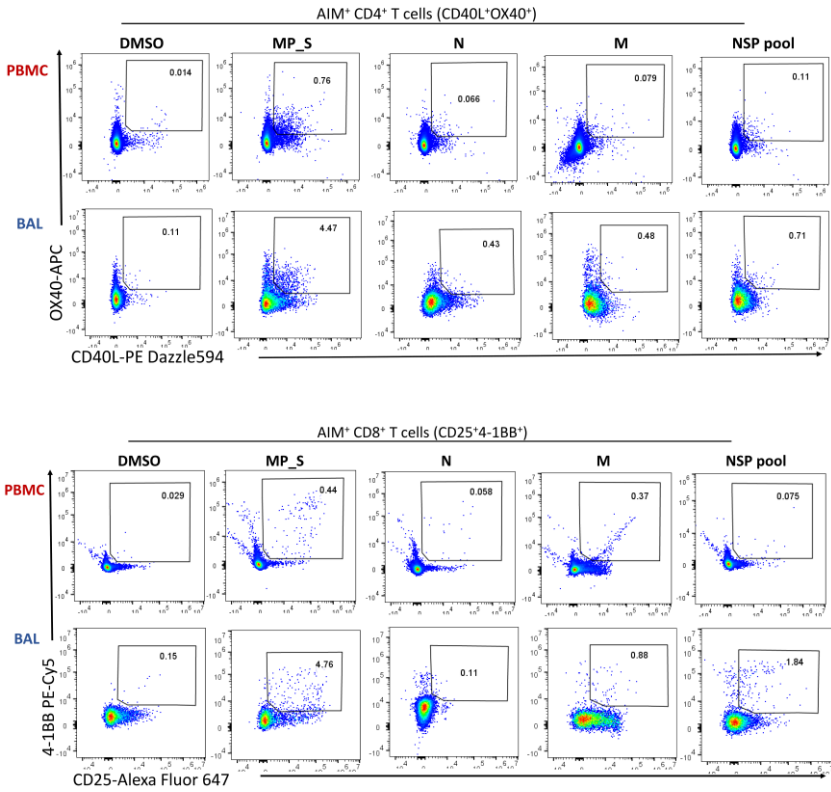 AIM⁺ CD4⁺ T cells (CD40L⁺OX40⁺)
DMSO MP_S N M NSP pool
PBMC
0.014 0.76 0.066 0.079 0.11
BAL
0.11 4.47 0.43 0.48 0.71
OX40-APC
CD40L-PE Dazzle594
AIM⁺ CD8⁺ T cells (CD25⁺4-1BB⁺)
DMSO MP_S N M NSP pool
PBMC
0.029 0.44 0.058 0.37 0.075
BAL
0.15 4.76 0.11 0.88 1.84
4-1BB PE-Cy5
CD25-Alexa Fluor 647